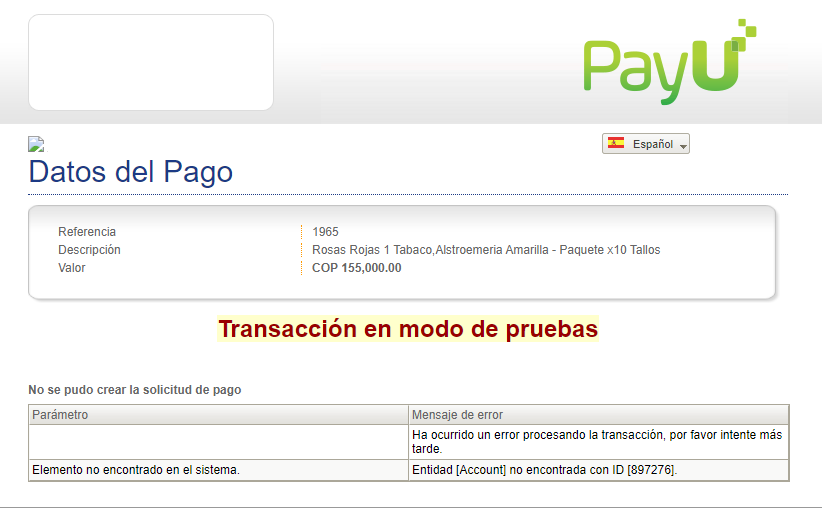 PayU
Español
Datos del Pago
Referencia 1965
Descripción Rosas Rojas 1 Tabaco,Alstroemeria Amarilla - Paquete x10 Tallos
Valor COP 155,000.00
Transacción en modo de pruebas
No se pudo crear la solicitud de pago
Parámetro Mensaje de error
Ha ocurrido un error procesando la transacción, por favor intente más
tarde.
Elemento no encontrado en el sistema. Entidad [Account] no encontrada con ID [897276].